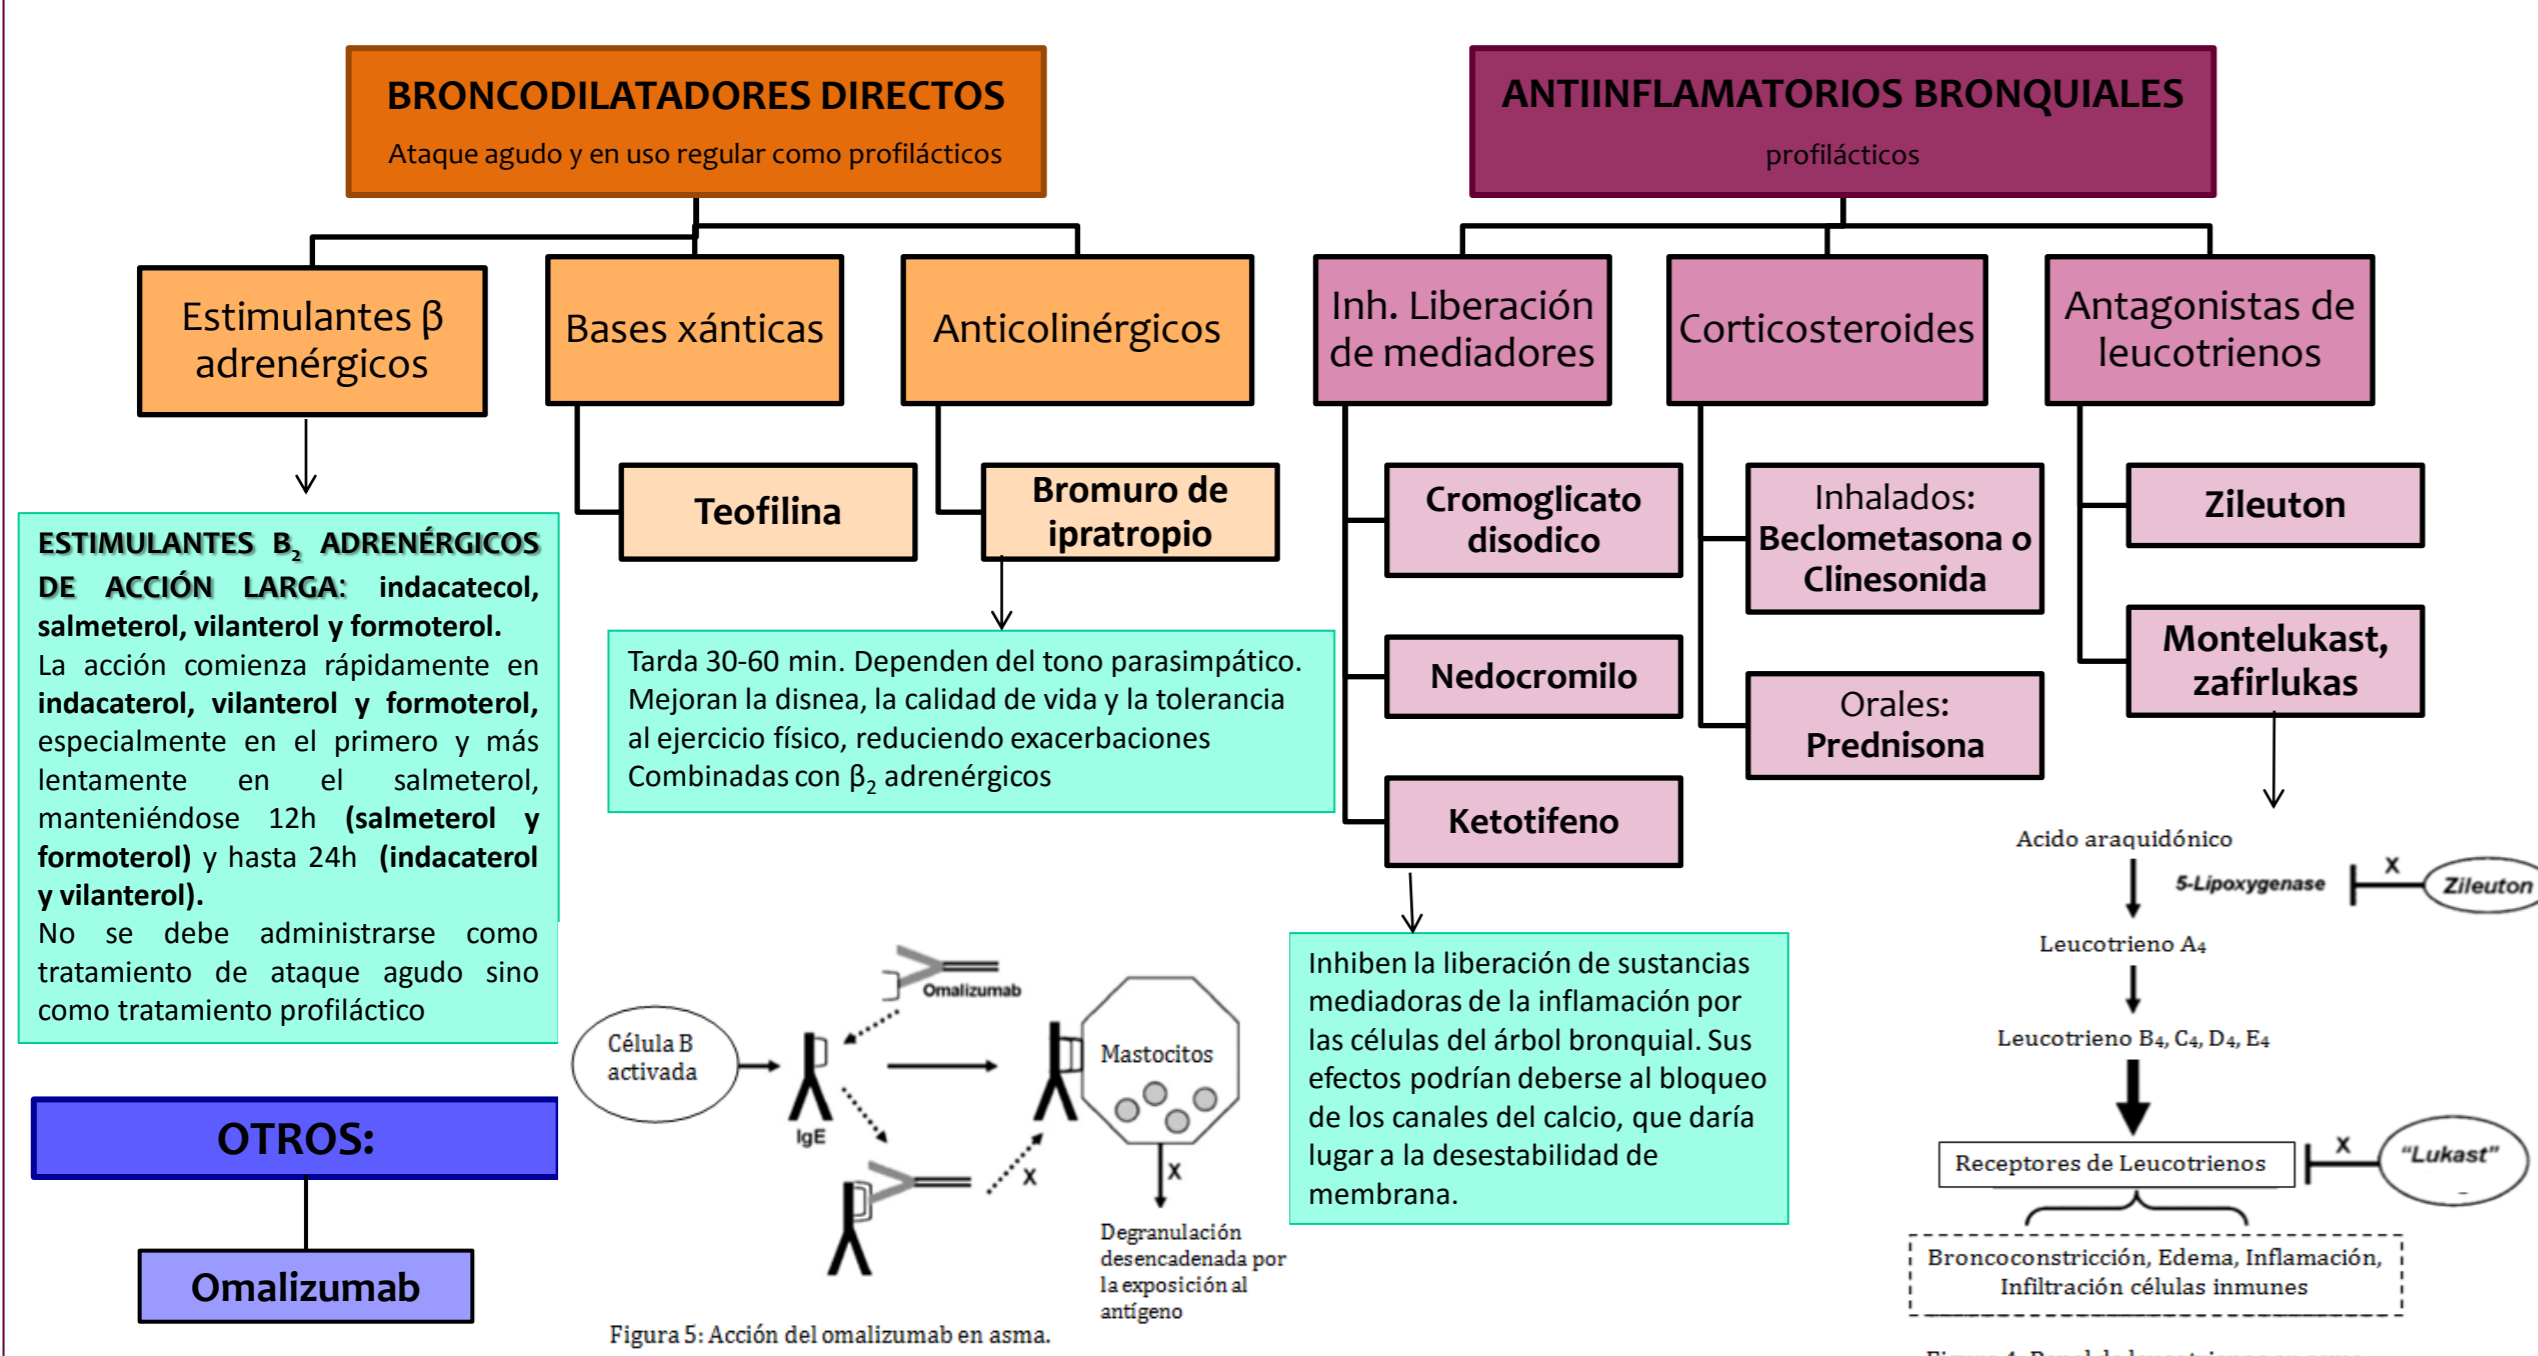 BRONCODILATADORES DIRECTOS
Ataque agudo y en uso regular como profilácticos
ANTIINFLAMATORIOS BRONQUIALES
profilácticos
Estimulantes β
adrenérgicos
Bases xánticas
Anticolinérgicos
Inh. Liberación
de mediadores
Corticosteroides
Antagonistas de
leucotrienos
Teofilina
Bromuro de
ipratropio
Cromoglicato
disodico
Nedocromilo
Ketotifeno
Inhalados:
Beclometasona o
Clinesonida
Orales:
Prednisona
Zileuton
Montelukast,
zafirlukas
ESTIMULANTES B₂ ADRENÉRGICOS
DE ACCIÓN LARGA: indacatecol,
salmeterol, vilanterol y formoterol.
La acción comienza rápidamente en
indacaterol, vilanterol y formoterol,
especialmente en el primero y más
lentamente en el salmeterol,
manteniéndose 12h (salmeterol y
formoterol) y hasta 24h (indacaterol
y vilanterol).
No se debe administrarse como
tratamiento de ataque agudo sino
como tratamiento profiláctico
Tarda 30-60 min. Dependen del tono parasimpático.
Mejoran la disnea, la calidad de vida y la tolerancia
al ejercicio físico, reduciendo exacerbaciones
Combinadas con β₂ adrenérgicos
Inhiben la liberación de sustancias
mediadoras de la inflamación por
las células del árbol bronquial. Sus
efectos podrían deberse al bloqueo
de los canales del calcio, que daría
lugar a la desestabilidad de
membrana.
OTROS:
Omalizumab
Omalizumab
Célula B
activada
IgE
Mastocitos
X
X
Degranulación
desencadenada por
la exposición al
antígeno
Figura 5: Acción del omalizumab en asma.
Acido araquidónico
5-Lipoxygenase
X
Zileuton
Leucotrieno A₄
Leucotrieno B₄, C₄, D₄, E₄
Receptores de Leucotrienos
X
"Lukast"
Broncoconstricción, Edema, Inflamación,
Infiltración células inmunes
Figura 4: Papel de leucotrienos en asma